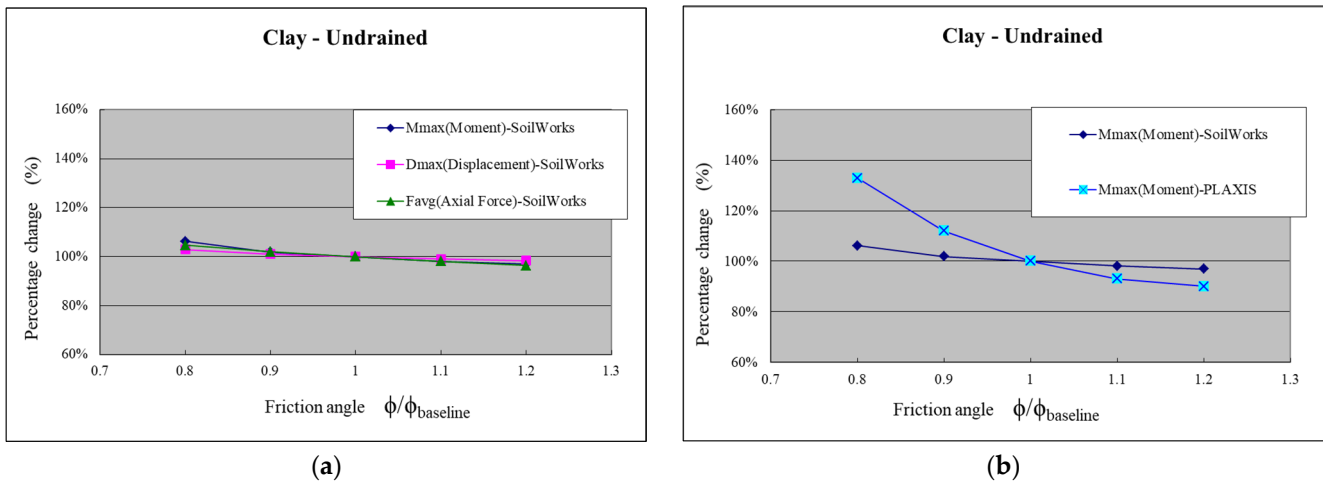 Clay - Undrained
160%
140%
120%
100%
80%
60%
Percentage change (%)
Mmax(Moment)-SoilWorks
Dmax(Displacement)-SoilWorks
Favg(Axial Force)-SoilWorks
0.7 0.8 0.9 1 1.1 1.2 1.3
Friction angle ϕ/ϕbaseline
(a)
Clay - Undrained
160%
140%
120%
100%
80%
60%
Percentage change (%)
Mmax(Moment)-SoilWorks
Mmax(Moment)-PLAXIS
0.7 0.8 0.9 1 1.1 1.2 1.3
Friction angle ϕ/ϕbaseline
(b)